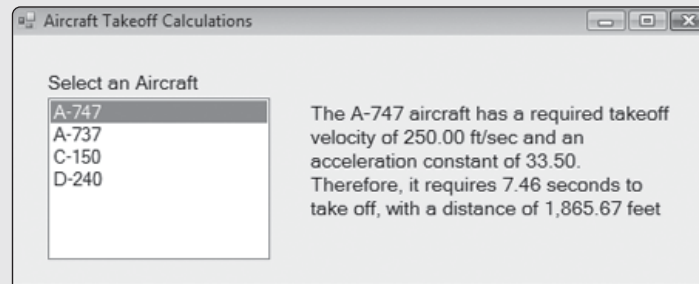 Aircraft Takeoff Calculations
Select an Aircraft
A-747
A-737
C-150
D-240
The A-747 aircraft has a required takeoff
velocity of 250.00 ft/sec and an
acceleration constant of 33.50.
Therefore, it requires 7.46 seconds to
take off, with a distance of 1,865.67 feet